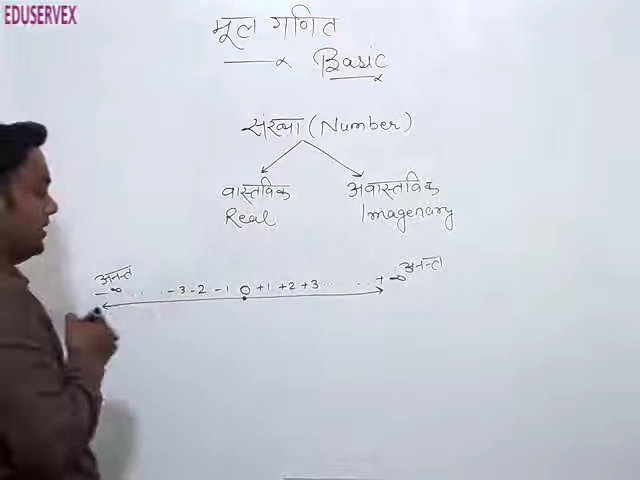 EDUSERVEX
मूल गणित
Basic
संख्या (Number)
वास्तविक अवास्तविक
Real Imagenary
अनन्त अनन्त
-∞ . . . . -3 -2 -1 0 +1 +2 +3 . . . . +∞